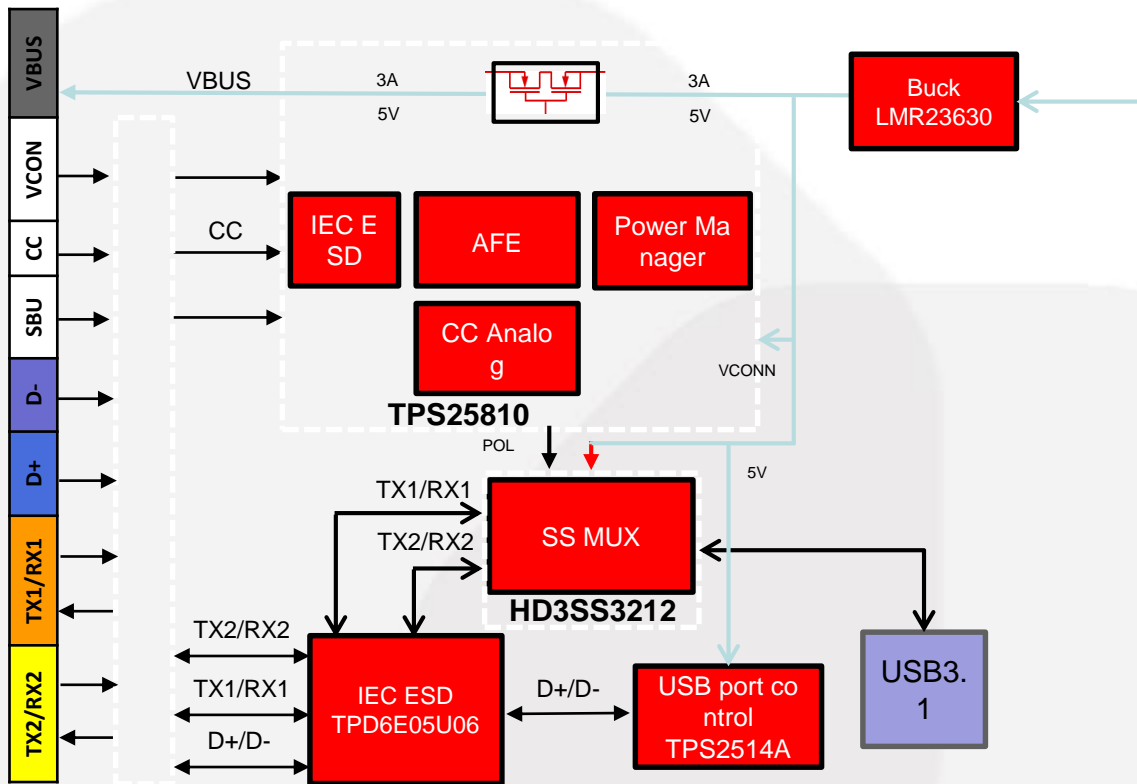 VBUS
VBUS
3A
5V
3A
5V
Buck
LMR23630
VCON
CC
CC
IEC E
SD
AFE
Power Ma
nager
SBU
CC Analo
g
VCONN
TPS25810
D-
POL
5V
D+
TX1/RX1
TX2/RX2
SS MUX
HD3SS3212
TX1/RX1
TX2/RX2
TX1/RX1
D+/D-
IEC ESD
TPD6E05U06
D+/D-
USB port co
ntrol
TPS2514A
USB3.
1
TX2/RX2